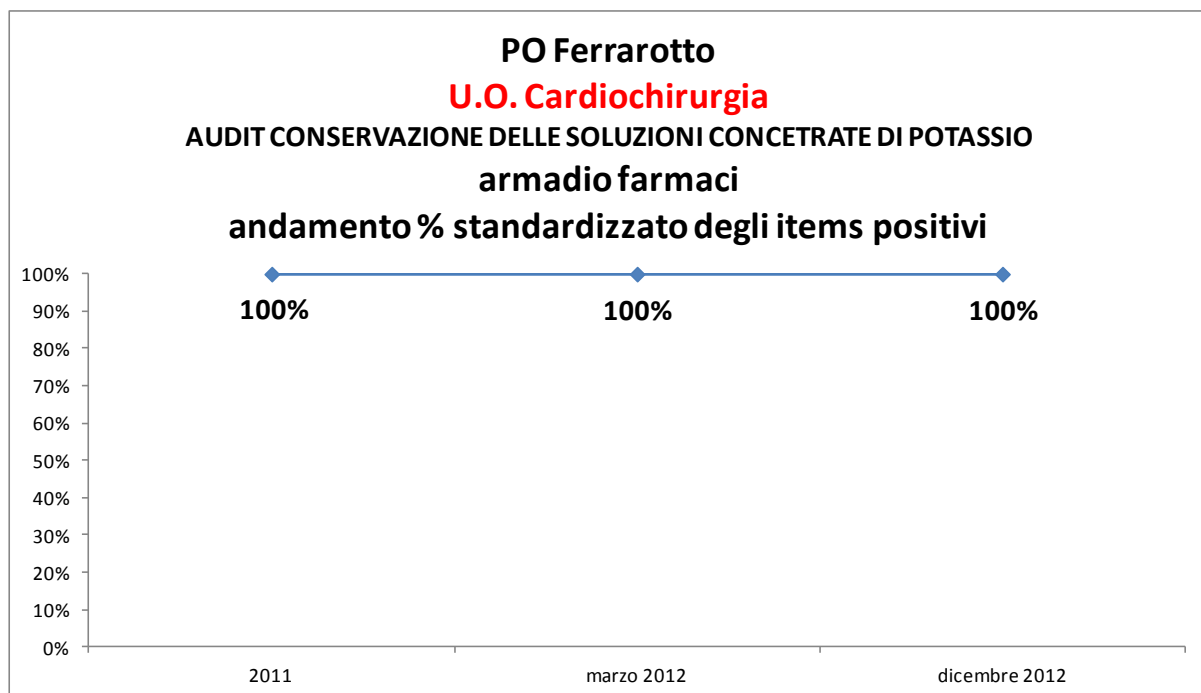 PO Ferrarotto
U.O. Cardiochirurgia
AUDIT CONSERVAZIONE DELLE SOLUZIONI CONCETRATE DI POTASSIO
armadio farmaci
andamento % standardizzato degli items positivi
100%
90%
80%
70%
60%
50%
40%
30%
20%
10%
0%
100%
100%
100%
2011
marzo 2012
dicembre 2012